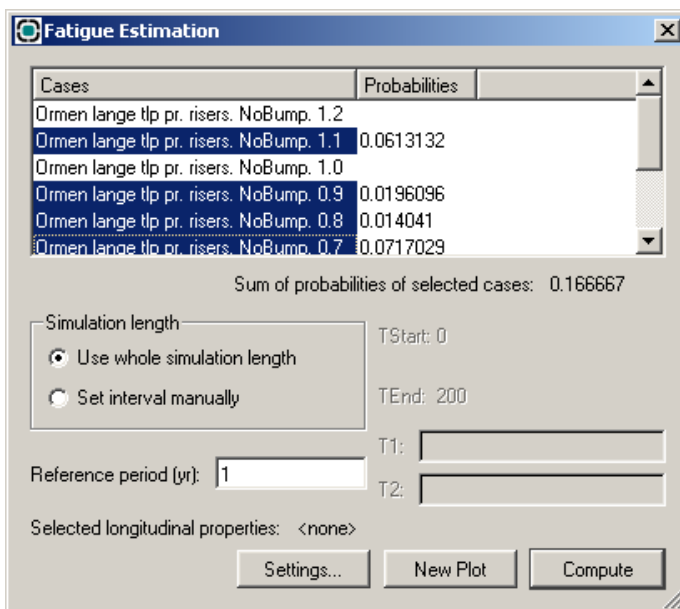 Fatigue Estimation
Cases Probabilities
Ormen lange tlp pr. risers. NoBump. 1.2
Ormen lange tlp pr. risers. NoBump. 1.1 0.0613132
Ormen lange tlp pr. risers. NoBump. 1.0
Ormen lange tlp pr. risers. NoBump. 0.9 0.0196096
Ormen lange tlp pr. risers. NoBump. 0.8 0.014041
Ormen lange tlp pr. risers. NoBump. 0.7 0.0717029
Sum of probabilities of selected cases: 0.166667
Simulation length
Use whole simulation length
Set interval manually
TStart: 0
TEnd: 200
T1:
T2:
Reference period (yr): 1
Selected longitudinal properties: <none>
Settings... New Plot Compute